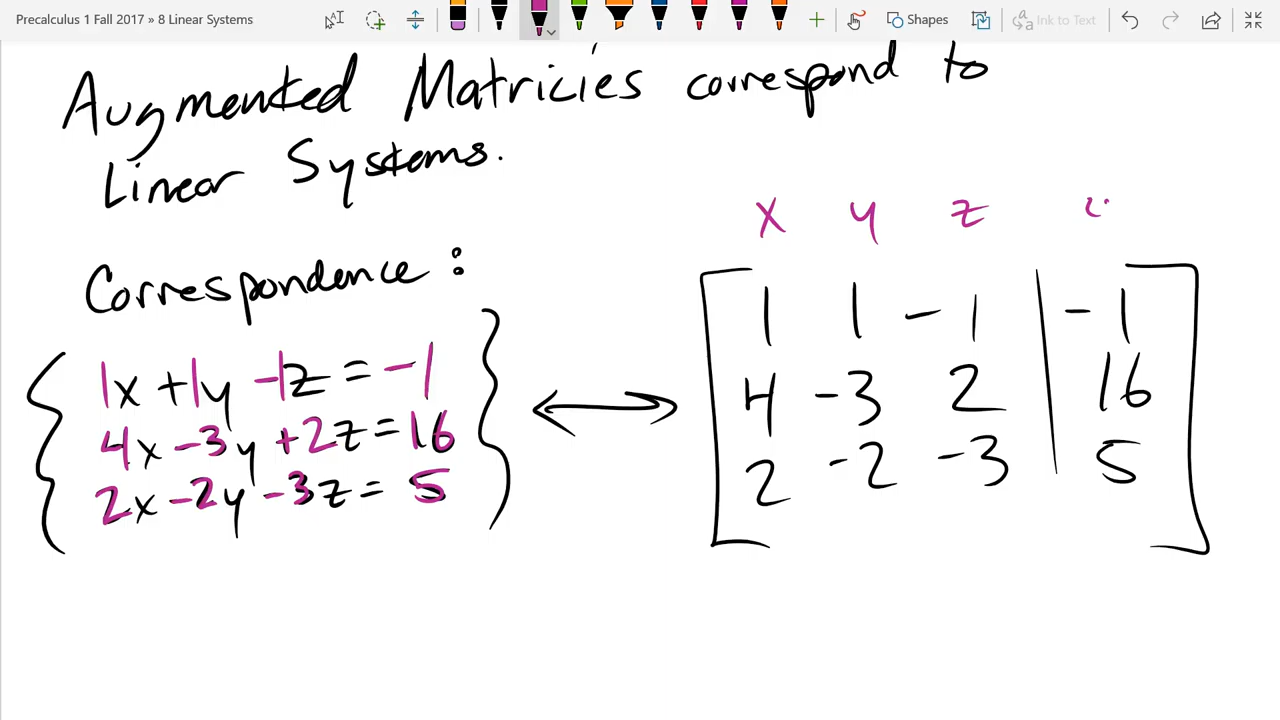 Precalculus 1 Fall 2017 » 8 Linear Systems
Shapes
Ink to Text
Augmented Matricies correspond to
Linear Systems.
Correspondence:
1x + 1y - 1z = -1
4x - 3y + 2z = 16
2x - 2y - 3z = 5
x y z
1 1 -1 | -1
4 -3 2 | 16
2 -2 -3 | 5